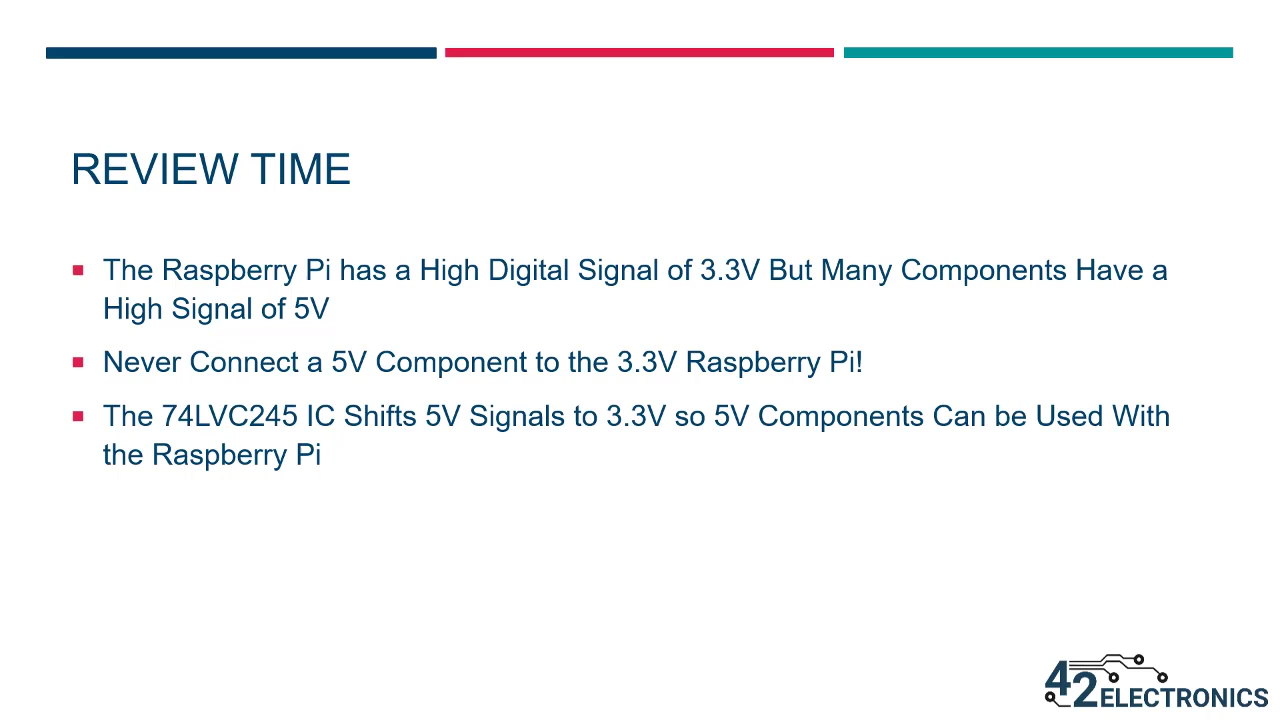 REVIEW TIME
The Raspberry Pi has a High Digital Signal of 3.3V But Many Components Have a
High Signal of 5V
Never Connect a 5V Component to the 3.3V Raspberry Pi!
The 74LVC245 IC Shifts 5V Signals to 3.3V so 5V Components Can be Used With
the Raspberry Pi
42 ELECTRONICS